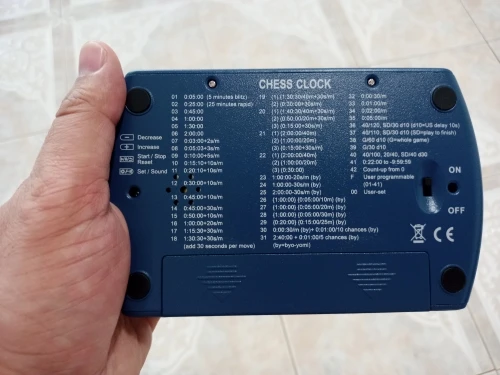 CHESS CLOCK
− Decrease
+ Increase
Start / Stop
Reset
Set / Sound
01 0:05:00 (5 minutes blitz)
02 0:25:00 (25 minutes rapid)
03 0:45:00
04 1:00:00
05 1:30:00
06 2:00:00
07 0:03:00+2s/m
08 0:05:00+3s/m
09 0:10:00+5s/m
10 0:15:10+10s/m
11 0:20:10+10s/m
12 0:30:00+10s/m
13 0:45:00+10s/m
14 0:45:00+30s/m
15 0:50:00+10s/m
16 1:00:00+20s/m
17 1:15:30+30s/m
18 1:30:30+30s/m
(add 30 seconds per move)
19 (1) (1:30:30/40m+30s/m)
(2) (0:30:00+30s/m)
20 (1) (1:40:30/40m+30s/m)
(2) (0:50:00/20m+30s/m)
(3) (0:15:00+30s/m)
21 (1) (2:00:00/40m)
(2) (1:00:00/20m)
(3) (0:15:50+30s/m)
22 (1) (2:00:00/40m)
(2) (1:00:00/20m)
(3) (0:30:00)
23 1:00:00-20s/m (by)
24 1:00:00-30s/m (by)
25 2:00:00-30s/m (by)
26 (1:00:00) (0:05:00/10m) (by)
27 (1:00:00) (0:05:00/20m) (by)
28 (1:00:00) (0:05:00/30m) (by)
29 (0:20:00) (0:05:15m) (by)
30 0:00:30/m (by)+ 0:01:00/10 chances (by)
31 2:40:00 + 0:01:00/5 chances (by)
(by=byo-yomi)
32 0:00:30/m
33 0:01:00/m
34 0:02:00/m
35 0:05:00/m
36 40/120, SD/30 d10 (d10=US delay 10s)
37 40/110, SD/30 d10 (SD=play to finish)
38 G/60 d10 (G=whole game)
39 G/30 d10
40 40/100, 20/40, SD/40 d30
41 0:22:00 to -9:59:59
42 Count-up from 0
F User programmable
(01-41)
00 User-set
ON
OFF
CE